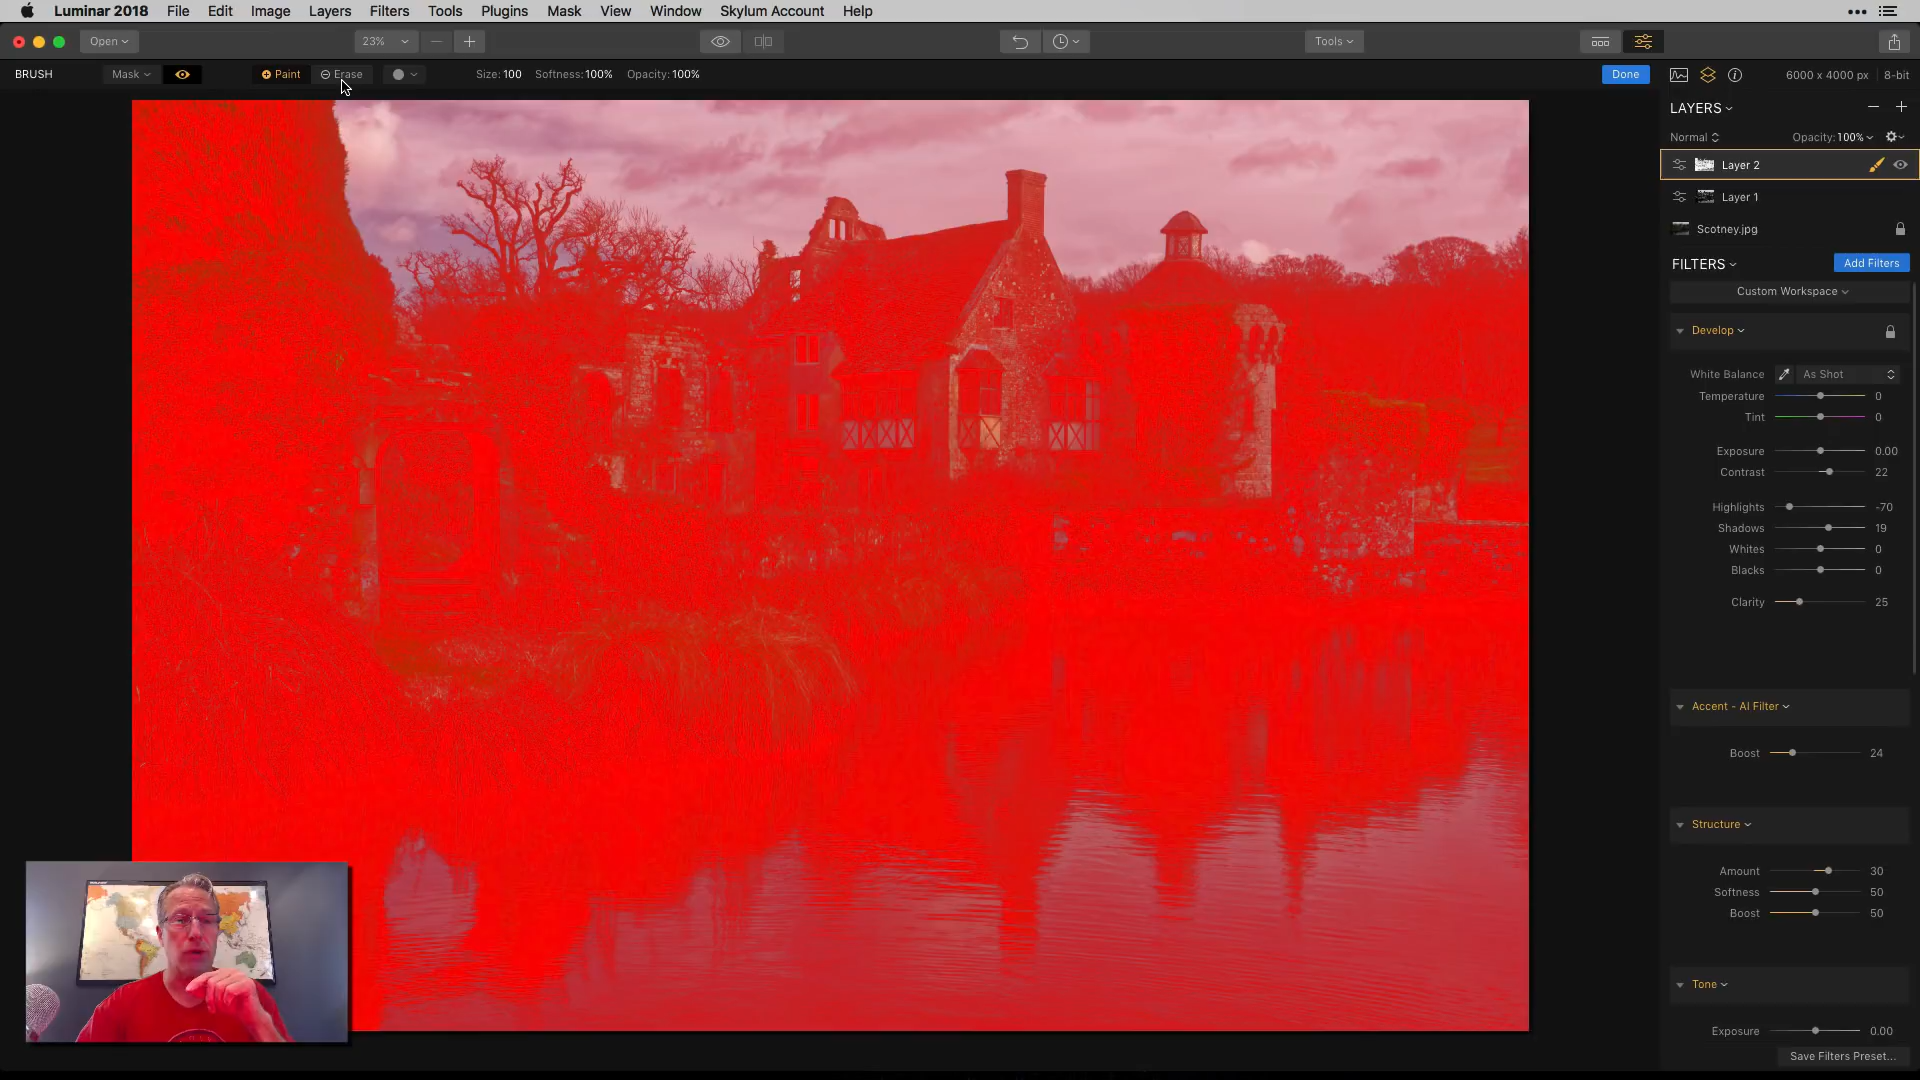 Luminar 2018 File Edit Image Layers Filters Tools Plugins Mask View Window Skylum Account Help
Open 23% Tools
BRUSH Mask Paint Erase Size: 100 Softness: 100% Opacity: 100% Done 6000 x 4000 px 8-bit
LAYERS
Normal Opacity: 100%
Layer 2
Layer 1
Scotney.jpg
FILTERS Add Filters
Custom Workspace
Develop
White Balance As Shot
Temperature 0
Tint 0
Exposure 0.00
Contrast 22
Highlights -70
Shadows 19
Whites 0
Blacks 0
Clarity 25
Accent - AI Filter
Boost 24
Structure
Amount 30
Softness 50
Boost 50
Tone
Exposure 0.00
Save Filters Preset...